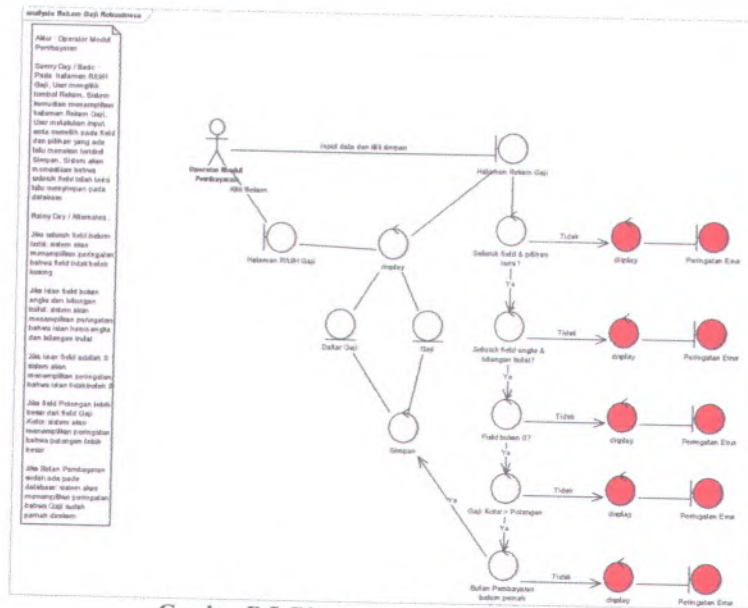 analysis Rekam Gaji Robustness
Aktor : Operator Modul
Pembayaran
Sunny Day / Basic :
Pada halaman R/U/H
Gaji, User mengklik
tombol Rekam, Sistem
kemudian menampilkan
halaman Rekam Gaji,
User melakukan input
serta memilih pada field
dan pilihan yang ada
lalu menekan tombol
Simpan. Sistem akan
memastikan bahwa
seluruh field telah terisi
lalu menyimpan pada
database.
Rainy Day / Alternates :
Jika seluruh field belum
terisi, sistem akan
menampilkan peringatan
bahwa field tidak boleh
kosong
Jika isian field bukan
angka dan bilangan
bulat, sistem akan
menampilkan peringatan
bahwa isian harus angka
dan bilangan bulat
Jika isian field adalah 0
sistem akan
menampilkan peringatan
bahwa isian tidak boleh 0
Jika field Potongan lebih
besar dari field Gaji
Kotor, sistem akan
menampilkan peringatan
bahwa potongan lebih
besar
Jika Bulan Pembayaran
sudah ada pada
database, sistem akan
menampilkan peringatan
bahwa Gaji sudah
pernah direkam
Input data dan klik simpan
Operator Modul
Pembayaran
Klik Rekam
Halaman Rekam Gaji
Halaman R/U/H Gaji
display
Seluruh field & pilihan
terisi?
Tidak
display
Peringatan Error
Ya
Daftar Gaji
Gaji
Seluruh field angka &
bilangan bulat?
Tidak
display
Peringatan Error
Ya
Simpan
Field bukan 0?
Tidak
display
Peringatan Error
Ya
Gaji Kotor > Potongan
Tidak
display
Peringatan Error
Ya
Ya
Bulan Pembayaran
belum pernah
Tidak
display
Peringatan Error